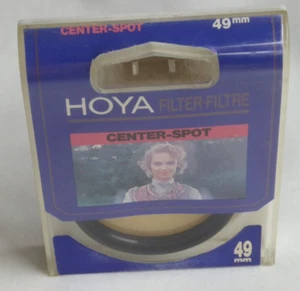 CENTER-SPOT 49mm
HOYA FILTER-FILTRE
CENTER-SPOT
49
mm